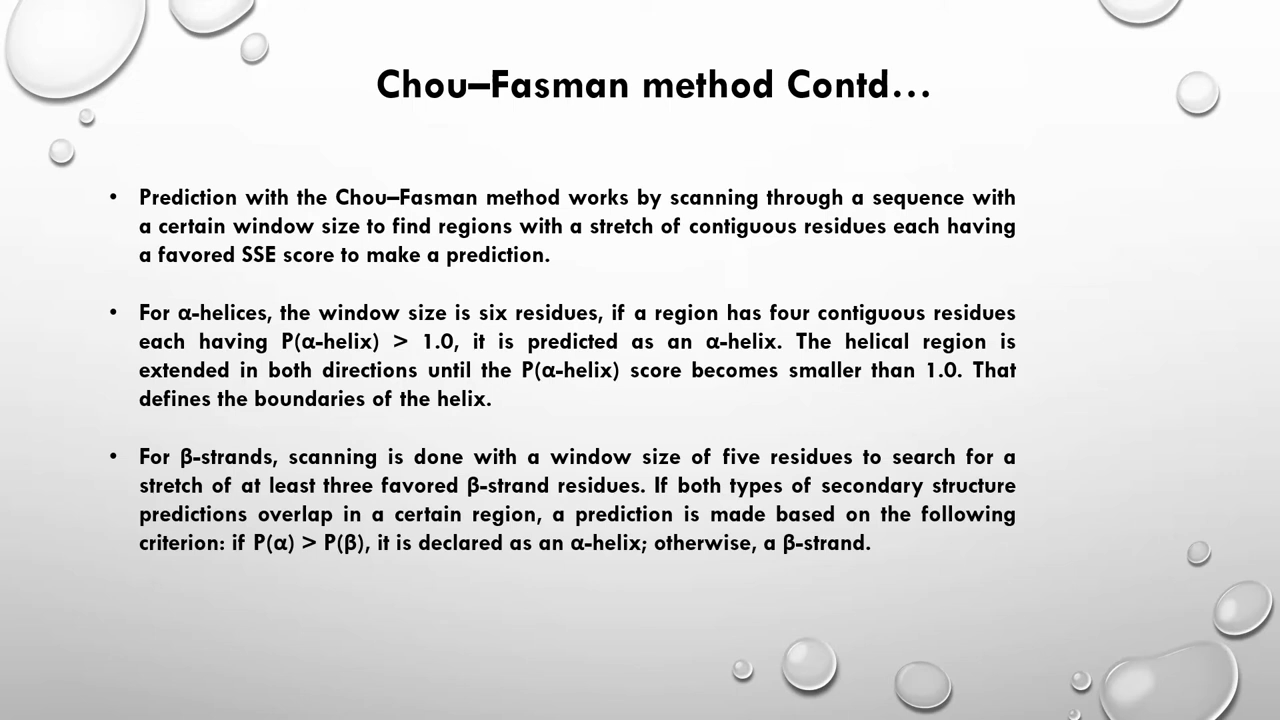 Chou–Fasman method Contd...
• Prediction with the Chou–Fasman method works by scanning through a sequence with
a certain window size to find regions with a stretch of contiguous residues each having
a favored SSE score to make a prediction.
• For α-helices, the window size is six residues, if a region has four contiguous residues
each having P(α-helix) > 1.0, it is predicted as an α-helix. The helical region is
extended in both directions until the P(α-helix) score becomes smaller than 1.0. That
defines the boundaries of the helix.
• For β-strands, scanning is done with a window size of five residues to search for a
stretch of at least three favored β-strand residues. If both types of secondary structure
predictions overlap in a certain region, a prediction is made based on the following
criterion: if P(α) > P(β), it is declared as an α-helix; otherwise, a β-strand.